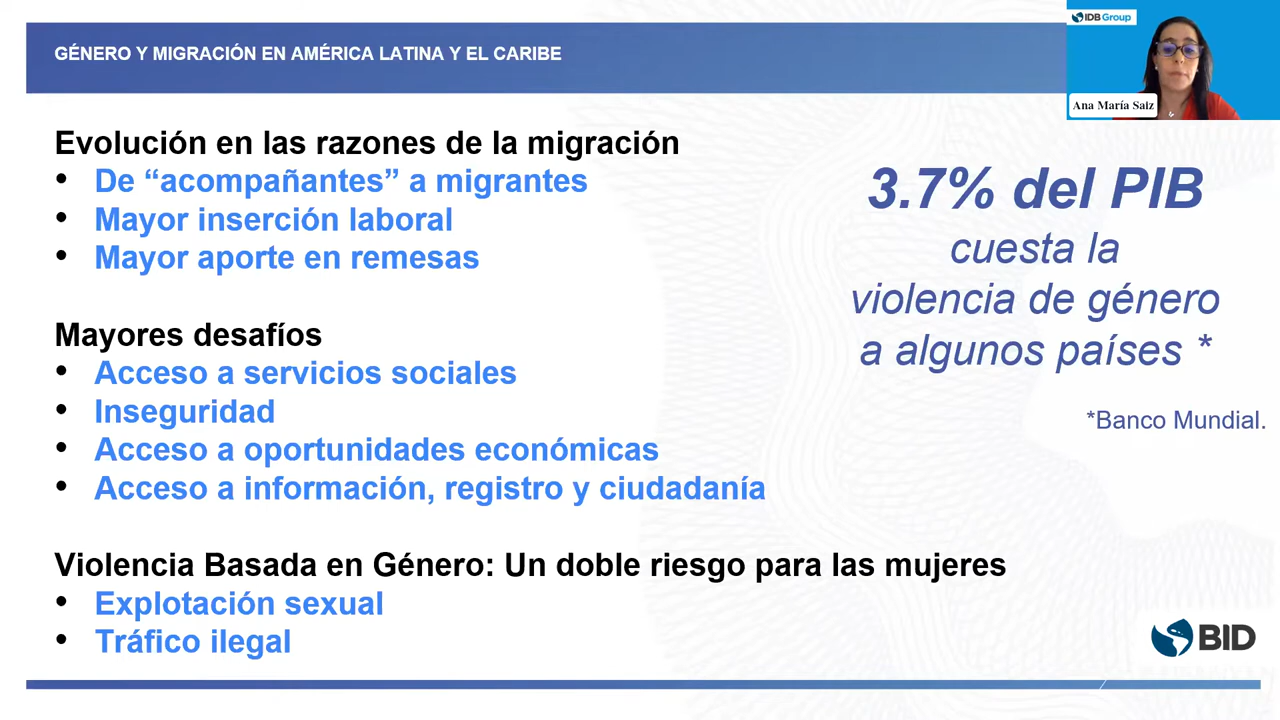 GÉNERO Y MIGRACIÓN EN AMÉRICA LATINA Y EL CARIBE
IDB Group
Ana María Saiz
Evolución en las razones de la migración
• De “acompañantes” a migrantes
• Mayor inserción laboral
• Mayor aporte en remesas
Mayores desafíos
• Acceso a servicios sociales
• Inseguridad
• Acceso a oportunidades económicas
• Acceso a información, registro y ciudadanía
Violencia Basada en Género: Un doble riesgo para las mujeres
• Explotación sexual
• Tráfico ilegal
3.7% del PIB
cuesta la
violencia de género
a algunos países *
*Banco Mundial.
BID